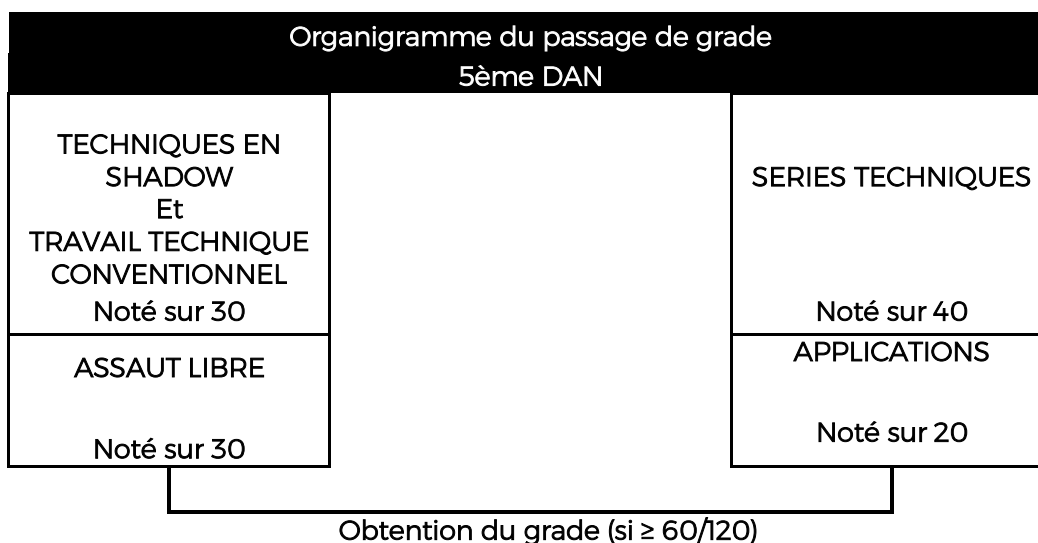 Organigramme du passage de grade
5ème DAN
TECHNIQUES EN
SHADOW
Et
TRAVAIL TECHNIQUE
CONVENTIONNEL
Noté sur 30
ASSAUT LIBRE
Noté sur 30
SERIES TECHNIQUES
Noté sur 40
APPLICATIONS
Noté sur 20
Obtention du grade (si ≥ 60/120)